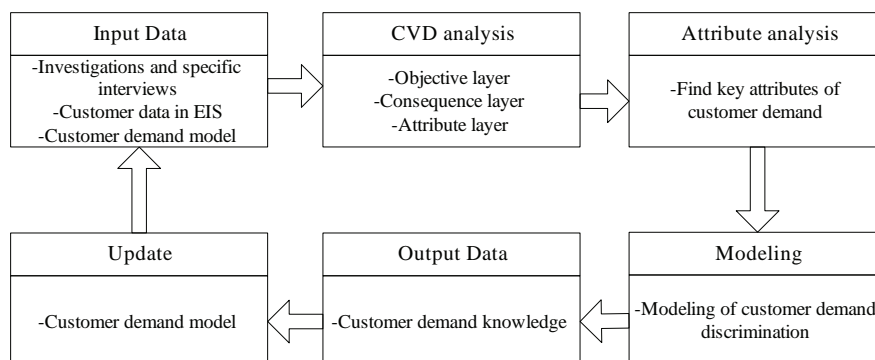 Input Data
-Investigations and specific
interviews
-Customer data in EIS
-Customer demand model
CVD analysis
-Objective layer
-Consequence layer
-Attribute layer
Attribute analysis
-Find key attributes of
customer demand
Update
-Customer demand model
Output Data
-Customer demand knowledge
Modeling
-Modeling of customer demand
discrimination